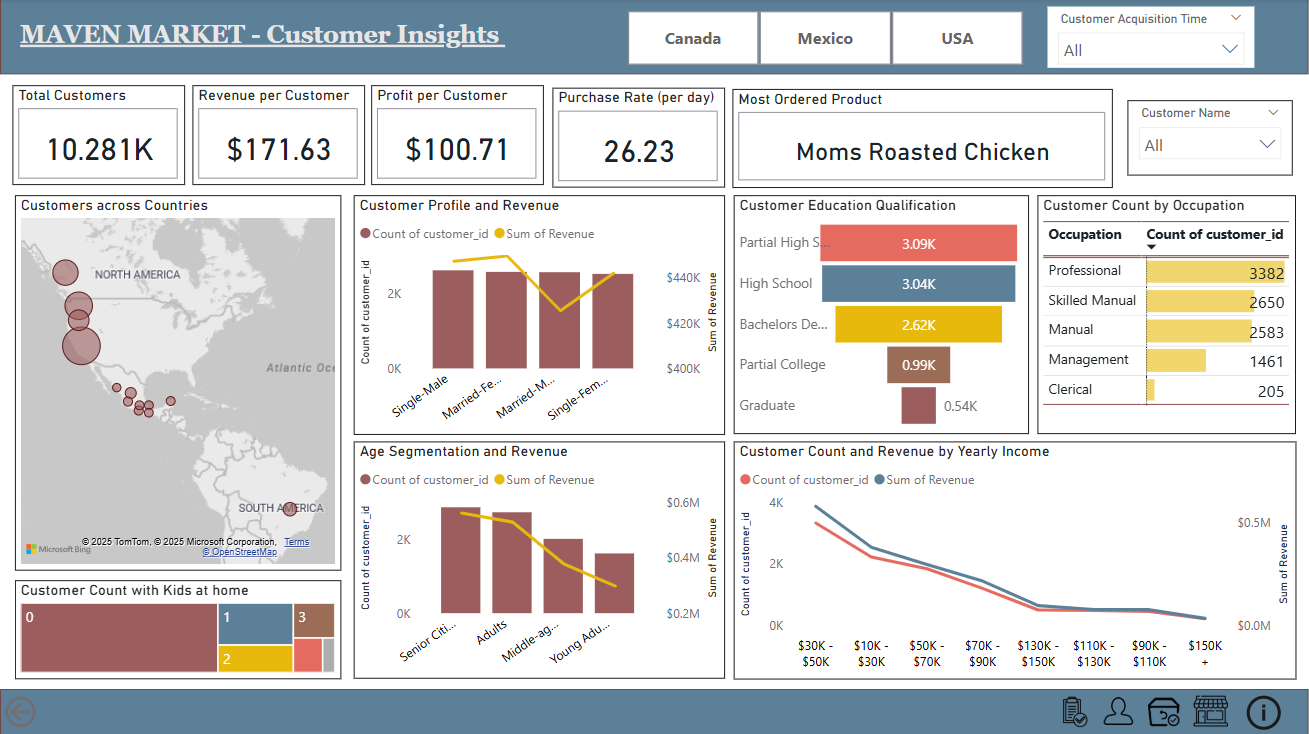 MAVEN MARKET - Customer Insights
Canada
Mexico
USA
Customer Acquisition Time
All
Total Customers
10.281K
Revenue per Customer
$171.63
Profit per Customer
$100.71
Purchase Rate (per day)
26.23
Most Ordered Product
Moms Roasted Chicken
Customer Name
All
Customers across Countries
NORTH AMERICA
Atlantic Oce
SOUTH AMERICA
© 2025 TomTom, © 2025 Microsoft Corporation, Terms
© OpenStreetMap
Microsoft Bing
Customer Profile and Revenue
Count of customer_id Sum of Revenue
Count of customer_id
2K
0K
$440K
$420K
$400K
Sum of Revenue
Single-Male
Married-Fe...
Married-M...
Single-Fem...
Customer Education Qualification
Partial High S... 3.09K
High School 3.04K
Bachelors De... 2.62K
Partial College 0.99K
Graduate 0.54K
Customer Count by Occupation
Occupation Count of customer_id
Professional 3382
Skilled Manual 2650
Manual 2583
Management 1461
Clerical 205
Age Segmentation and Revenue
Count of customer_id Sum of Revenue
Count of customer_id
2K
0K
$0.6M
$0.4M
$0.2M
Sum of Revenue
Senior Citi...
Adults
Middle-ag...
Young Adu...
Customer Count and Revenue by Yearly Income
Count of customer_id Sum of Revenue
Count of customer_id
4K
2K
0K
$0.5M
$0.0M
Sum of Revenue
$30K - $10K - $50K - $70K - $130K - $110K - $90K - $150K
$50K $30K $70K $90K $150K $130K $110K +
Customer Count with Kids at home
0
1
3
2